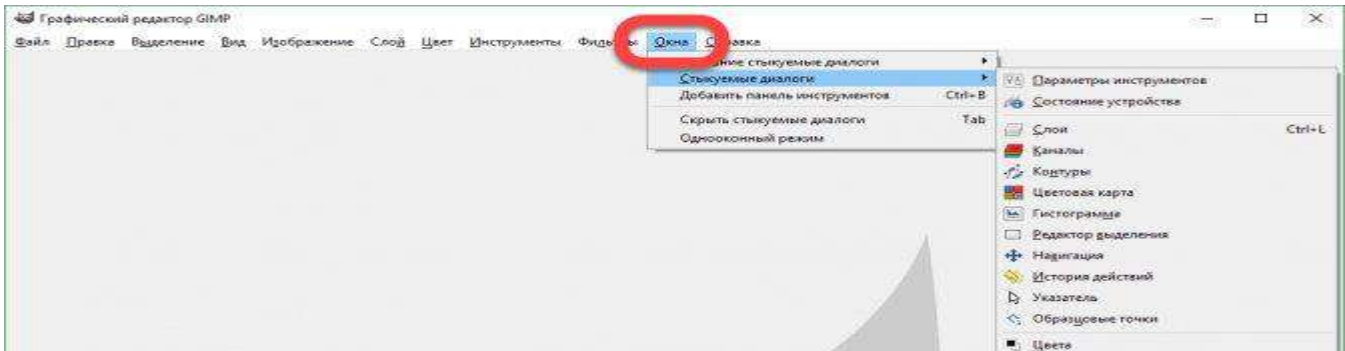 Графический редактор GIMP
Файл Правка Выделение Вид Изображение Слой Цвет Инструменты Окна
стыкуемые диалоги
Стыкуемые диалоги
Добавить панель инструментов Ctrl+B
Скрыть стыкуемые диалоги Tab
Однооконный режим
Параметры инструментов
Состояние устройства
Слои Ctrl+L
Каналы
Контуры
Цветовая карта
Гистограмма
Редактор выделения
Навигация
История действий
Указатель
Образцовые точки
Цвета